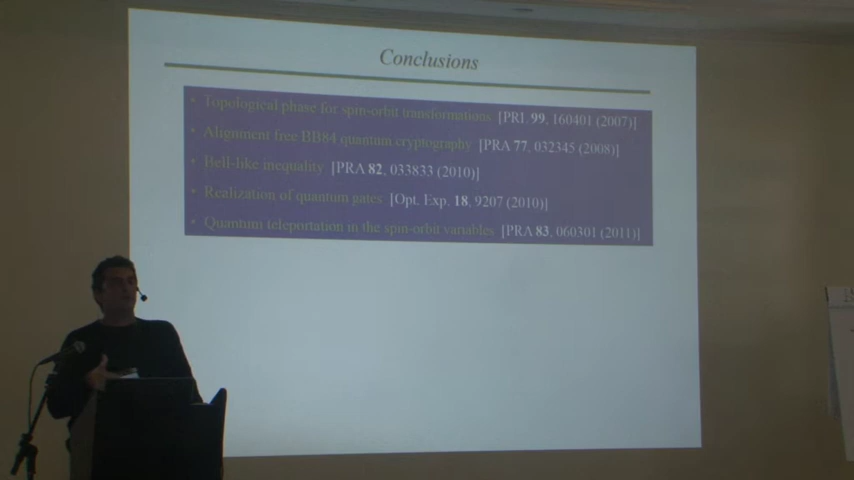 Conclusions
• Topological phase for spin-orbit transformations [PRL 99, 160401 (2007)]
• Alignment free BB84 quantum cryptography [PRA 77, 032345 (2008)]
• Bell-like inequality [PRA 82, 033833 (2010)]
• Realization of quantum gates [Opt. Exp. 18, 9207 (2010)]
• Quantum teleportation in the spin-orbit variables [PRA 83, 060301 (2011)]